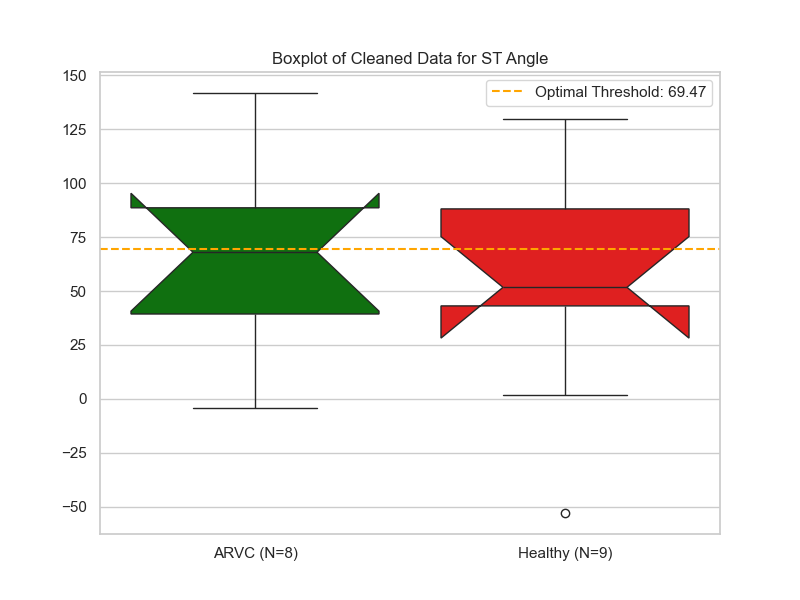 Boxplot of Cleaned Data for ST Angle
Optimal Threshold: 69.47
150
125
100
75
50
25
0
−25
−50
ARVC (N=8)
Healthy (N=9)